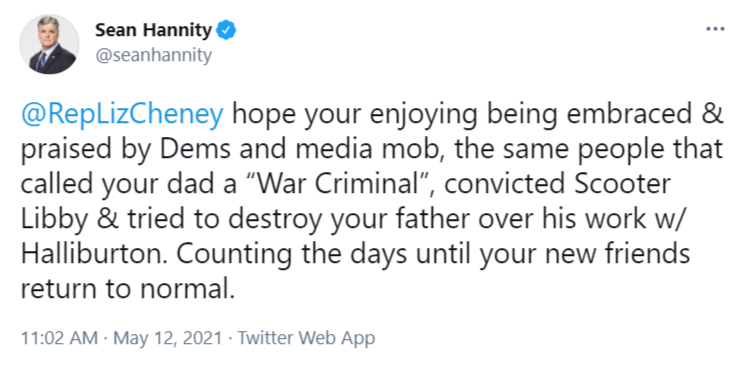 Sean Hannity
@seanhannity
@RepLizCheney hope your enjoying being embraced &
praised by Dems and media mob, the same people that
called your dad a “War Criminal”, convicted Scooter
Libby & tried to destroy your father over his work w/
Halliburton. Counting the days until your new friends
return to normal.
11:02 AM · May 12, 2021 · Twitter Web App